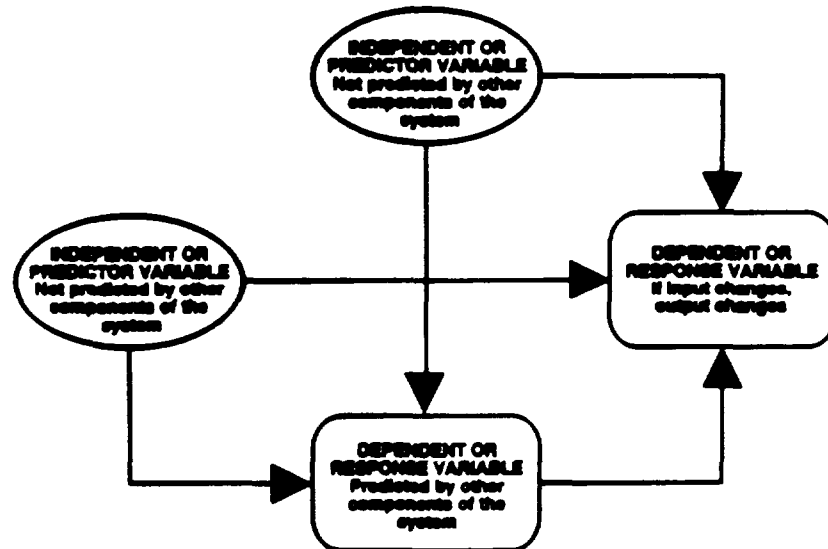 INDEPENDENT OR
PREDICTOR VARIABLE
Not predicted by other
components of the
system
INDEPENDENT OR
PREDICTOR VARIABLE
Not predicted by other
components of the
system
DEPENDENT OR
RESPONSE VARIABLE
If input changes,
output changes
DEPENDENT OR
RESPONSE VARIABLE
Predicted by other
components of the
system